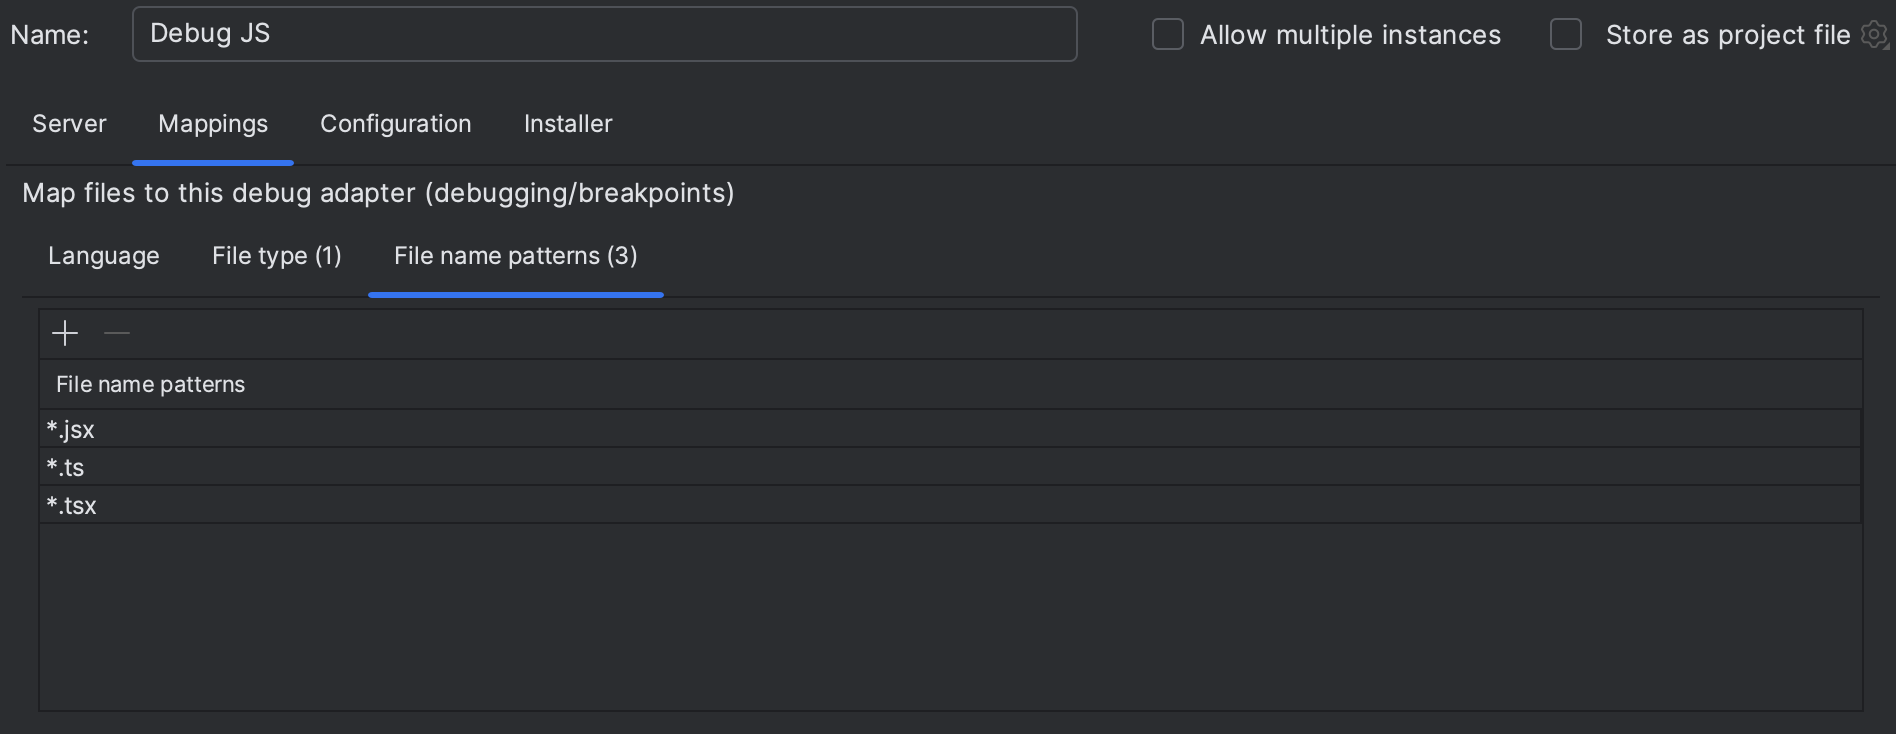 Name: Debug JS Allow multiple instances Store as project file
Server Mappings Configuration Installer
Map files to this debug adapter (debugging/breakpoints)
Language File type (1) File name patterns (3)
File name patterns
*.jsx
*.ts
*.tsx